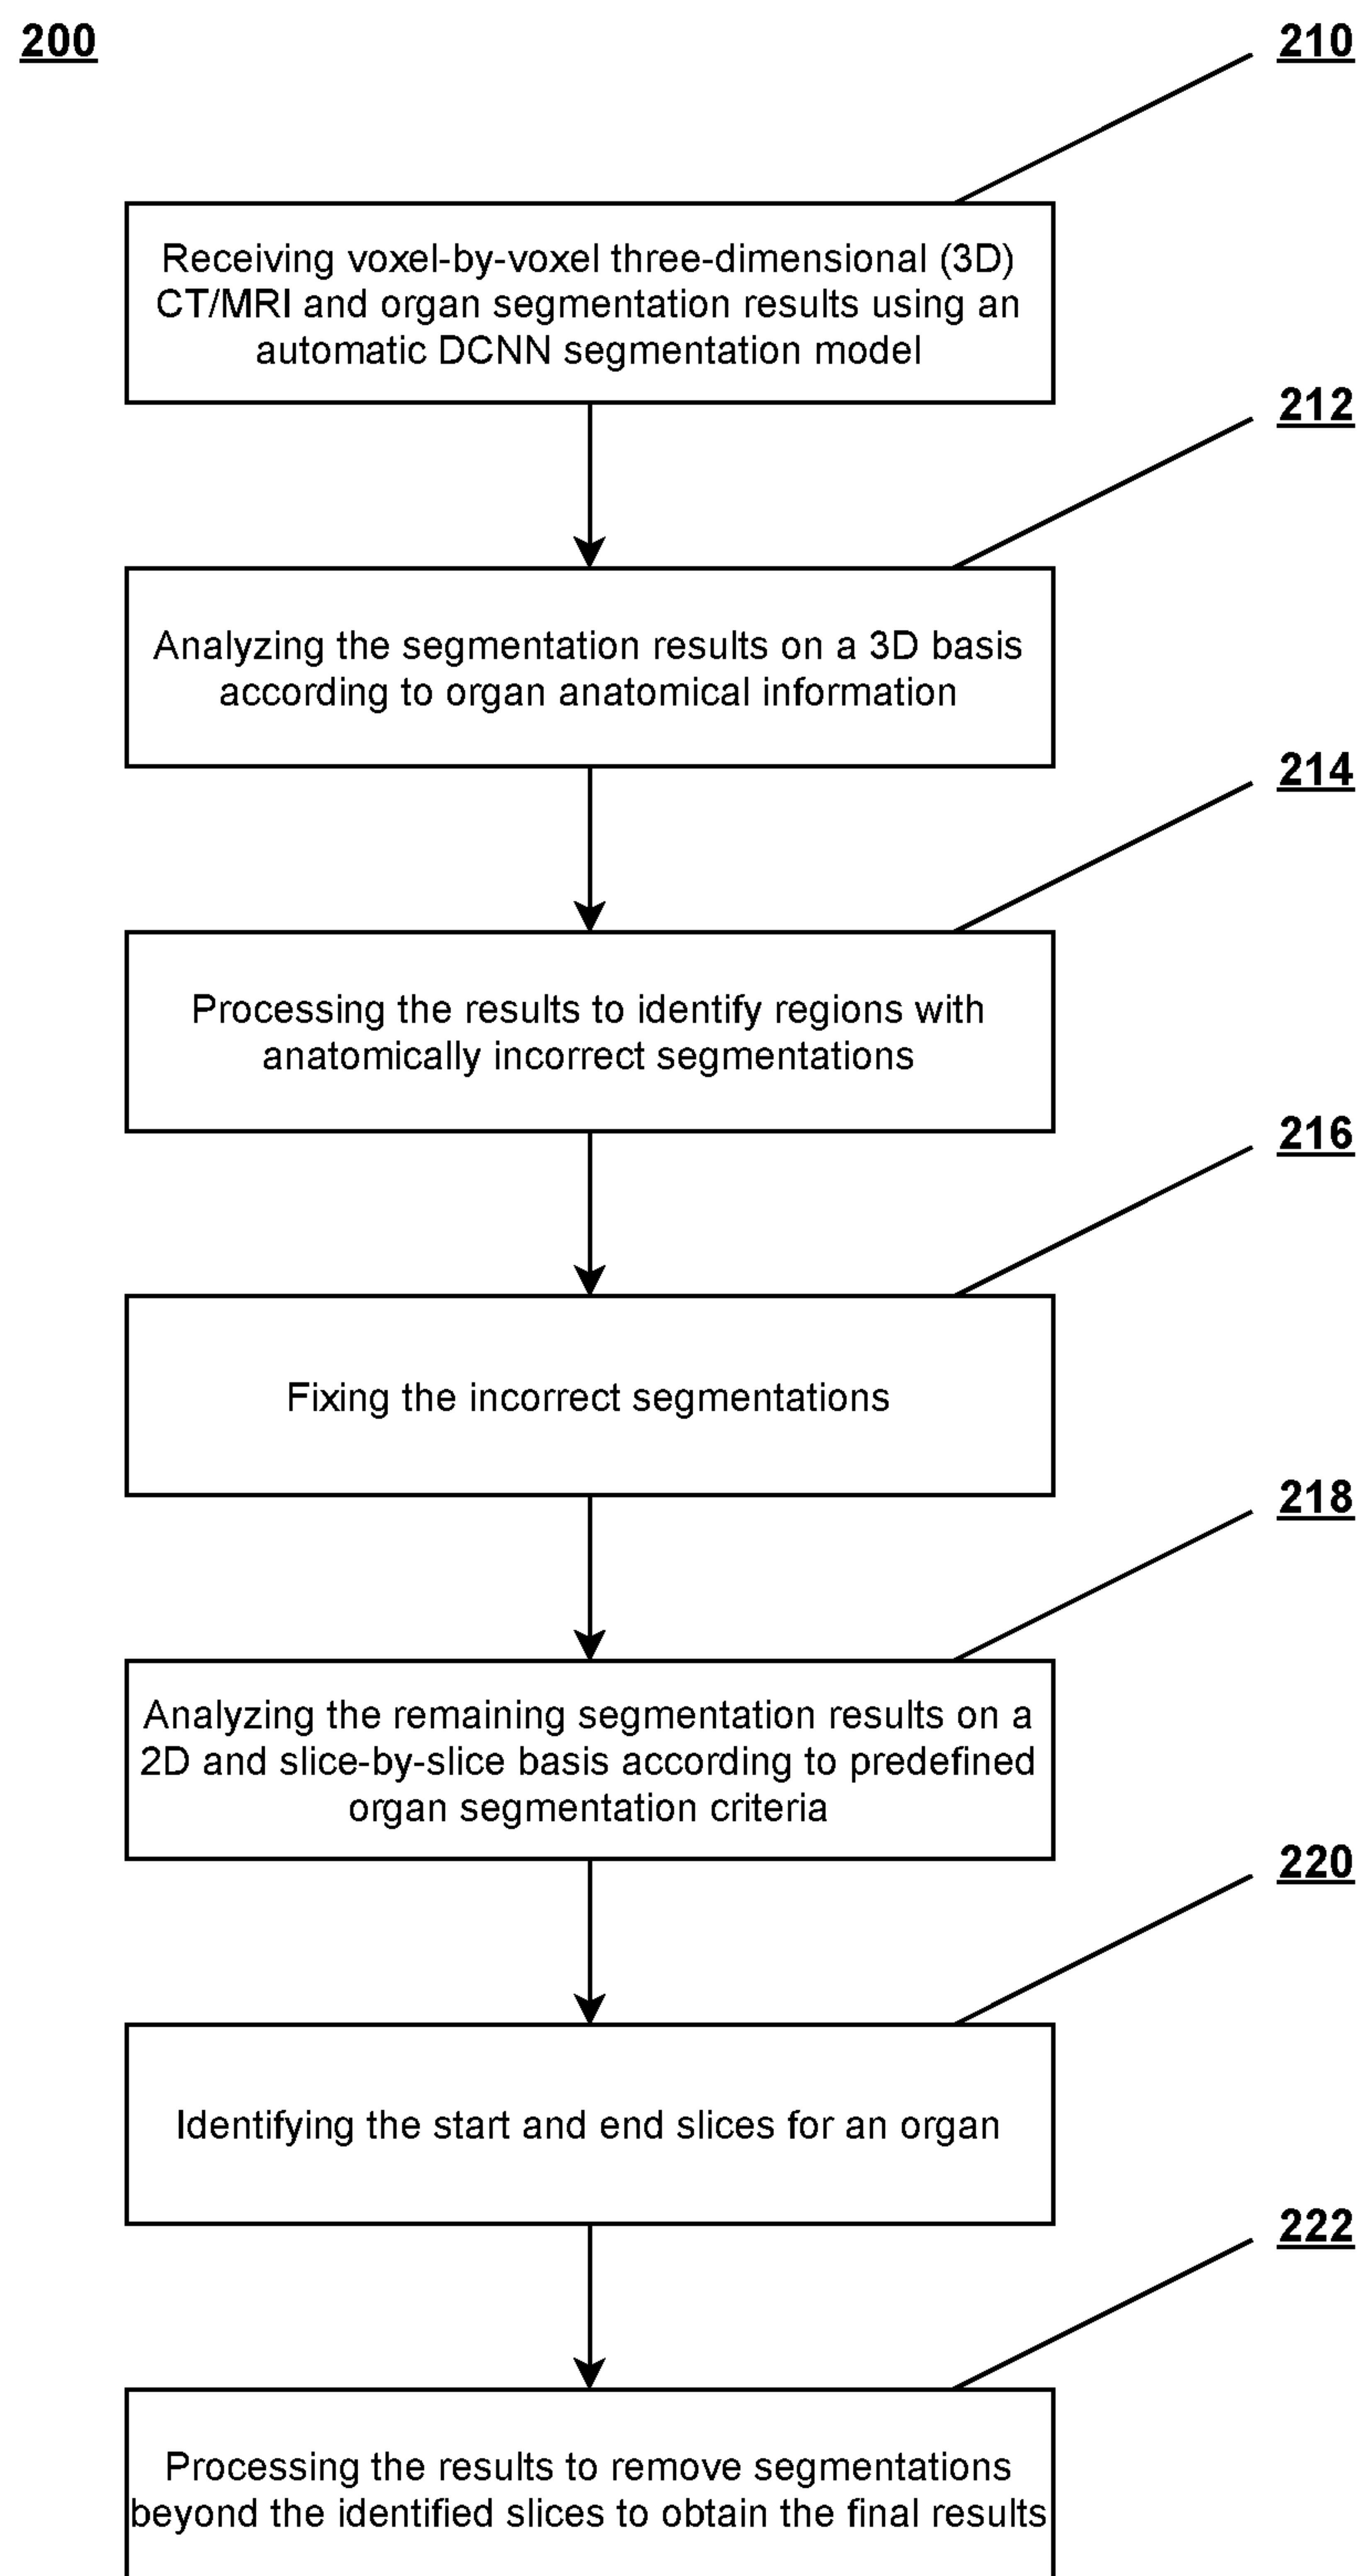 200
210
Receiving voxel-by-voxel three-dimensional (3D)
CT/MRI and organ segmentation results using an
automatic DCNN segmentation model
212
Analyzing the segmentation results on a 3D basis
according to organ anatomical information
214
Processing the results to identify regions with
anatomically incorrect segmentations
216
Fixing the incorrect segmentations
218
Analyzing the remaining segmentation results on a
2D and slice-by-slice basis according to predefined
organ segmentation criteria
220
Identifying the start and end slices for an organ
222
Processing the results to remove segmentations
beyond the identified slices to obtain the final results